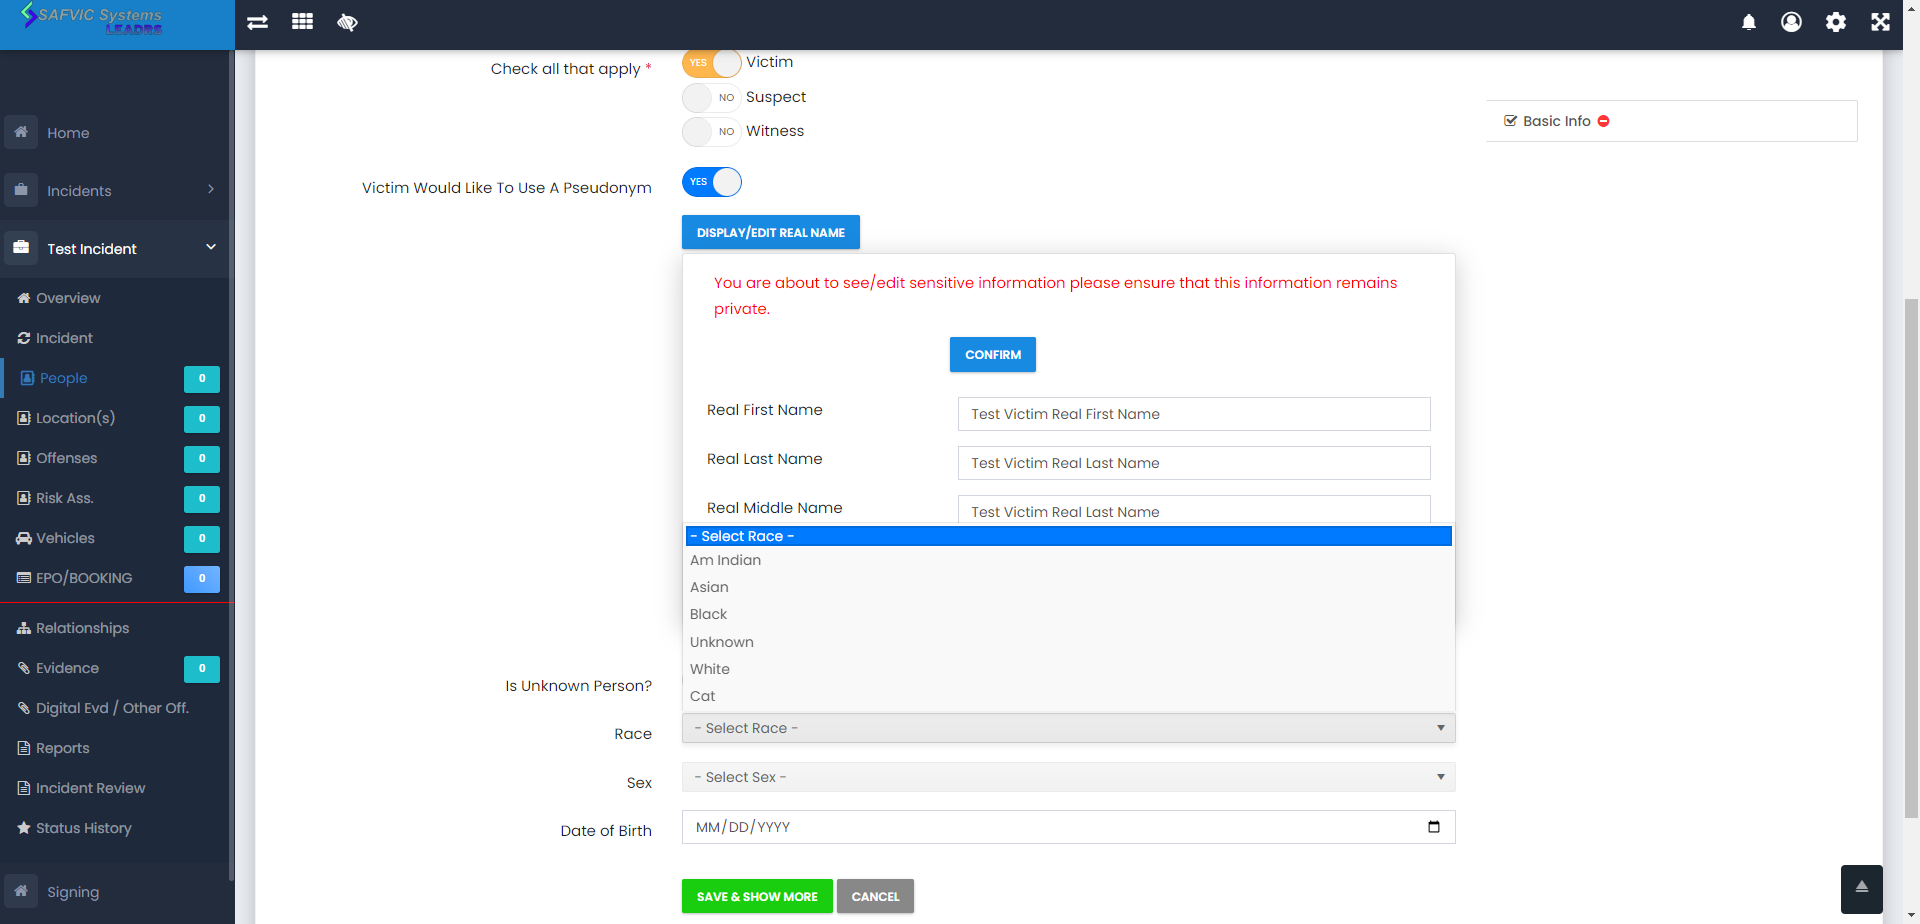 SAFVIC Systems
LEADRS
Home
Incidents
Test Incident
Overview
Incident
People 0
Location(s) 0
Offenses 0
Risk Ass. 0
Vehicles 0
EPO/BOOKING 0
Relationships
Evidence 0
Digital Evd / Other Off.
Reports
Incident Review
Status History
Signing
Check all that apply *
YES Victim
NO Suspect
NO Witness
Victim Would Like To Use A Pseudonym YES
DISPLAY/EDIT REAL NAME
You are about to see/edit sensitive information please ensure that this information remains
private.
CONFIRM
Real First Name Test Victim Real First Name
Real Last Name Test Victim Real Last Name
Real Middle Name Test Victim Real Last Name
- Select Race -
Am Indian
Asian
Black
Unknown
White
Cat
Is Unknown Person?
Race - Select Race -
Sex - Select Sex -
Date of Birth MM/DD/YYYY
SAVE & SHOW MORE CANCEL
Basic Info